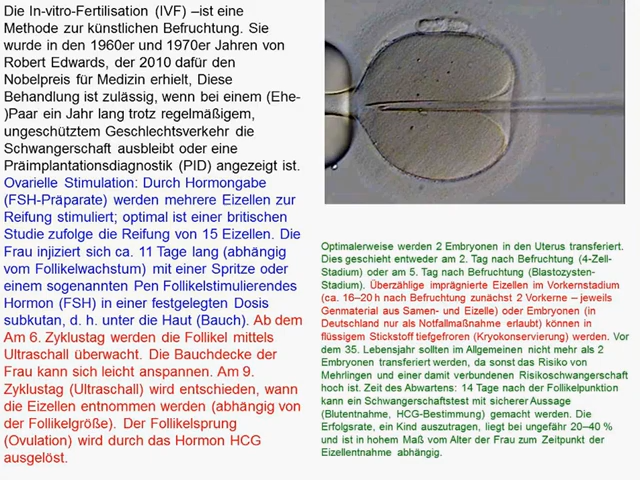 Die In-vitro-Fertilisation (IVF) –ist eine
Methode zur künstlichen Befruchtung. Sie
wurde in den 1960er und 1970er Jahren von
Robert Edwards, der 2010 dafür den
Nobelpreis für Medizin erhielt, Diese
Behandlung ist zulässig, wenn bei einem (Ehe-
)Paar ein Jahr lang trotz regelmäßigem,
ungeschütztem Geschlechtsverkehr die
Schwangerschaft ausbleibt oder eine
Präimplantationsdiagnostik (PID) angezeigt ist.
Ovarielle Stimulation: Durch Hormongabe
(FSH-Präparate) werden mehrere Eizellen zur
Reifung stimuliert; optimal ist einer britischen
Studie zufolge die Reifung von 15 Eizellen. Die
Frau injiziert sich ca. 11 Tage lang (abhängig
vom Follikelwachstum) mit einer Spritze oder
einem sogenannten Pen Follikelstimulierendes
Hormon (FSH) in einer festgelegten Dosis
subkutan, d. h. unter die Haut (Bauch). Ab dem
Am 6. Zyklustag werden die Follikel mittels
Ultraschall überwacht. Die Bauchdecke der
Frau kann sich leicht anspannen. Am 9.
Zyklustag (Ultraschall) wird entschieden, wann
die Eizellen entnommen werden (abhängig von
der Follikelgröße). Der Follikelsprung
(Ovulation) wird durch das Hormon HCG
ausgelöst.
Optimalerweise werden 2 Embryonen in den Uterus transferiert.
Dies geschieht entweder am 2. Tag nach Befruchtung (4-Zell-
Stadium) oder am 5. Tag nach Befruchtung (Blastozysten-
Stadium). Überzählige imprägnierte Eizellen im Vorkernstadium
(ca. 16–20 h nach Befruchtung zunächst 2 Vorkerne – jeweils
Genmaterial aus Samen- und Eizelle) oder Embryonen (in
Deutschland nur als Notfallmaßnahme erlaubt) können in
flüssigem Stickstoff tiefgefroren (Kryokonservierung) werden. Vor
dem 35. Lebensjahr sollten im Allgemeinen nicht mehr als 2
Embryonen transferiert werden, da sonst das Risiko von
Mehrlingen und einer damit verbundenen Risikoschwangerschaft
hoch ist. Zeit des Abwartens: 14 Tage nach der Follikelpunktion
kann ein Schwangerschaftstest mit sicherer Aussage
(Blutentnahme, HCG-Bestimmung) gemacht werden. Die
Erfolgsrate, ein Kind auszutragen, liegt bei ungefähr 20–40 %
und ist in hohem Maß vom Alter der Frau zum Zeitpunkt der
Eizellentnahme abhängig.